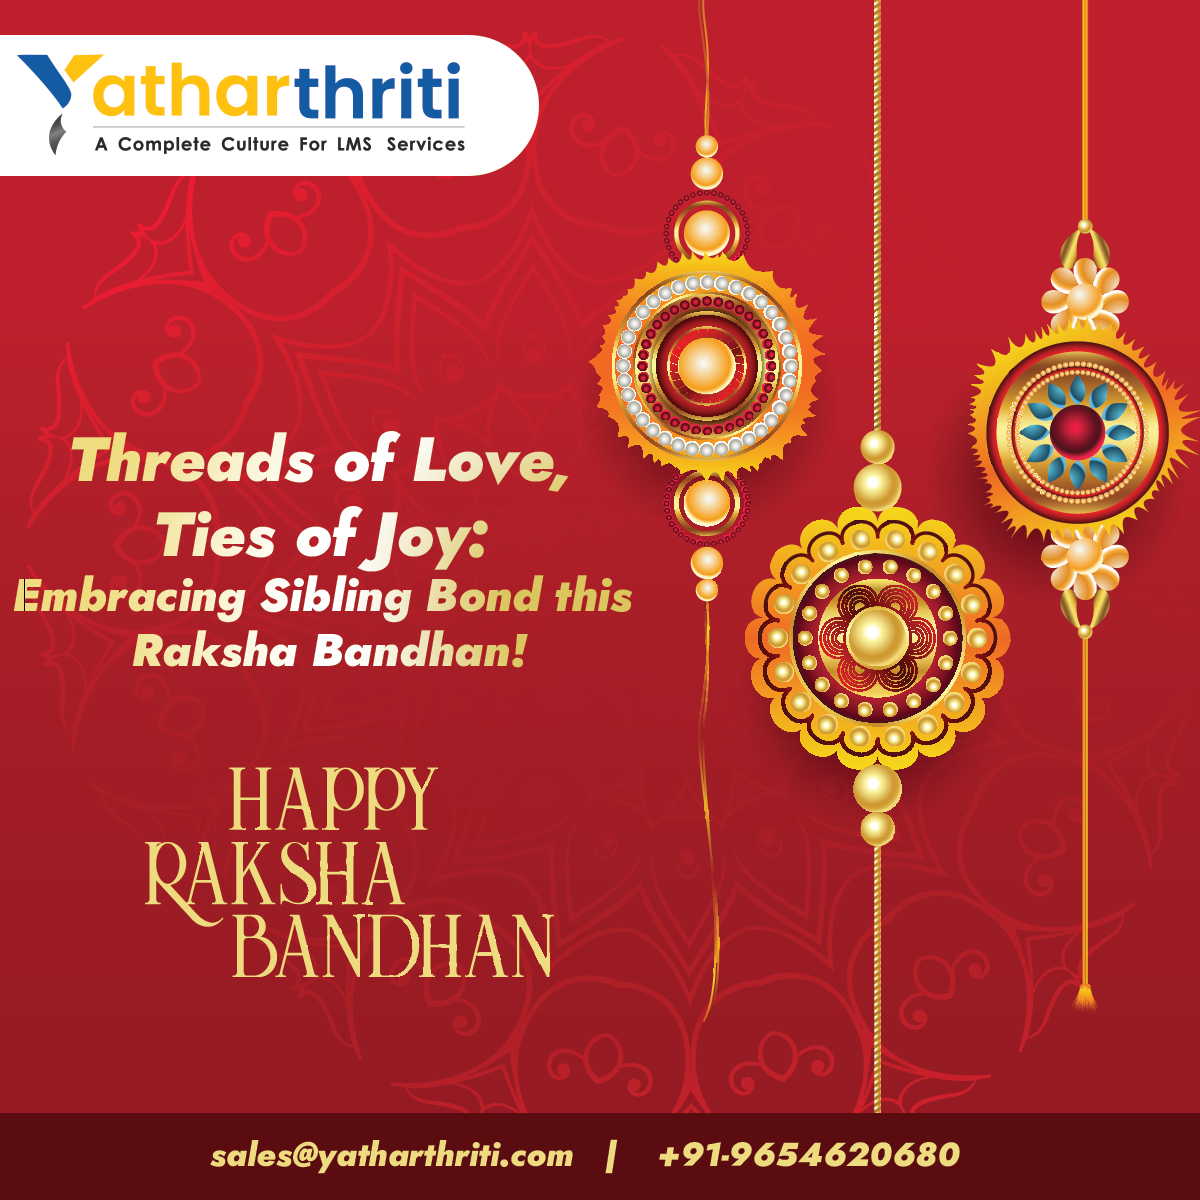 Yatharthriti
A Complete Culture For LMS Services
Threads of Love,
Ties of Joy:
Embracing Sibling Bond this
Raksha Bandhan!
HAPPY
RAKSHA
BANDHAN
sales@yatharthriti.com | +91-9654620680